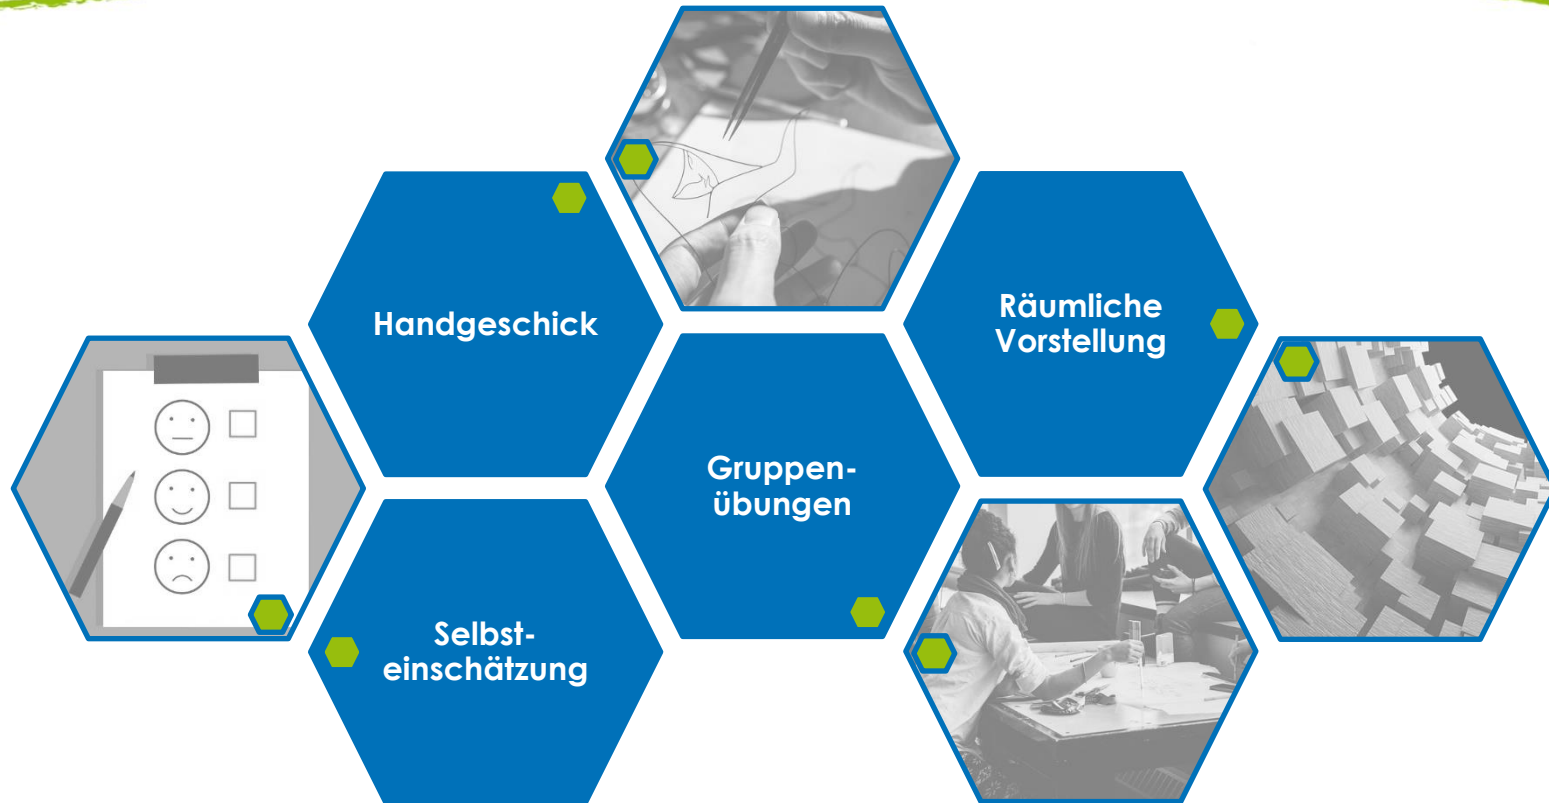 Handgeschick
Räumliche
Vorstellung
Gruppen-
übungen
Selbst-
einschätzung